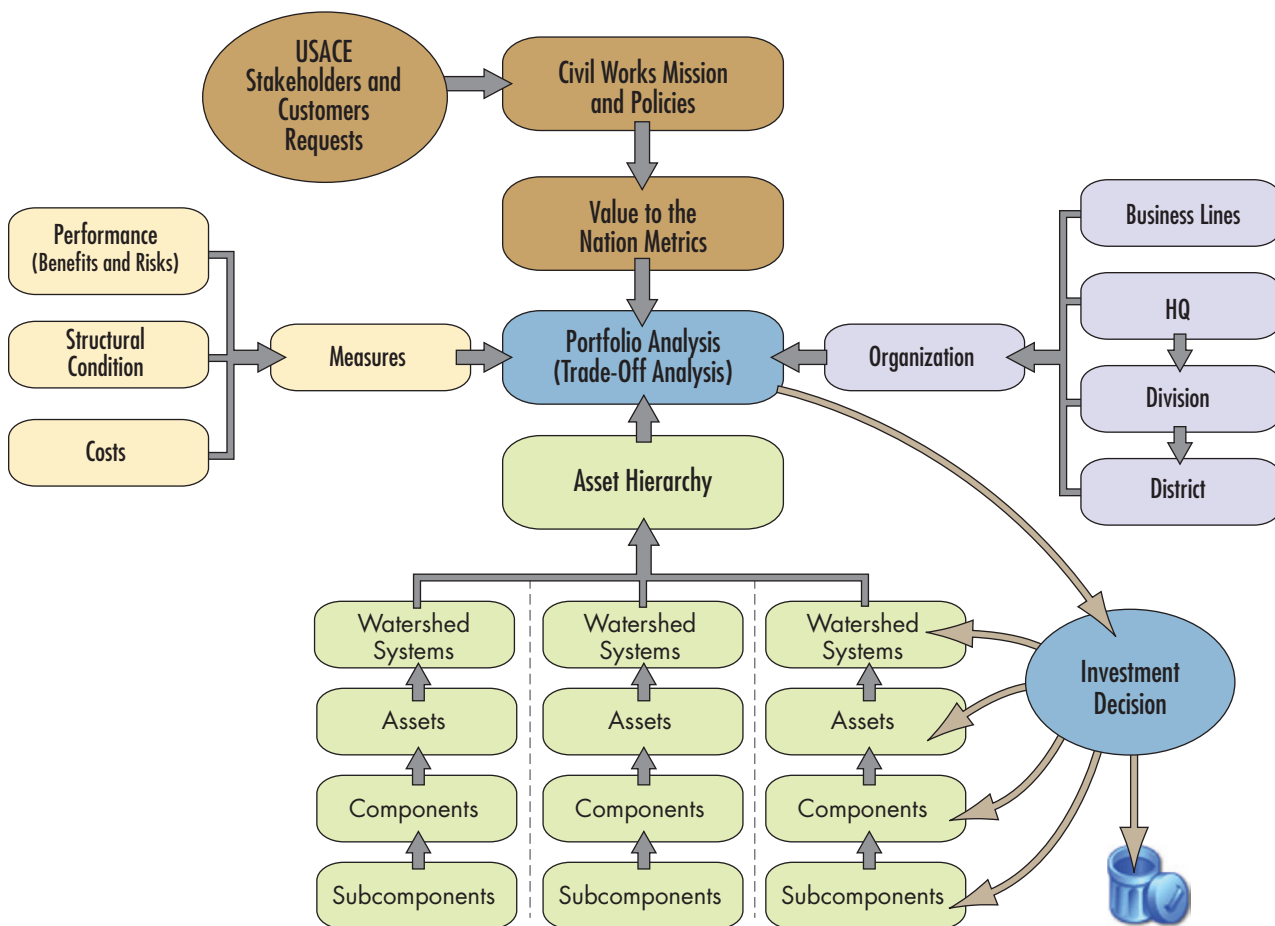 USACE
Stakeholders and
Customers
Requests
Civil Works Mission
and Policies
Value to the
Nation Metrics
Performance
(Benefits and Risks)
Structural
Condition
Costs
Measures
Portfolio Analysis
(Trade-Off Analysis)
Organization
Business Lines
HQ
Division
District
Asset Hierarchy
Watershed
Systems
Assets
Components
Subcomponents
Watershed
Systems
Assets
Components
Subcomponents
Watershed
Systems
Assets
Components
Subcomponents
Investment
Decision